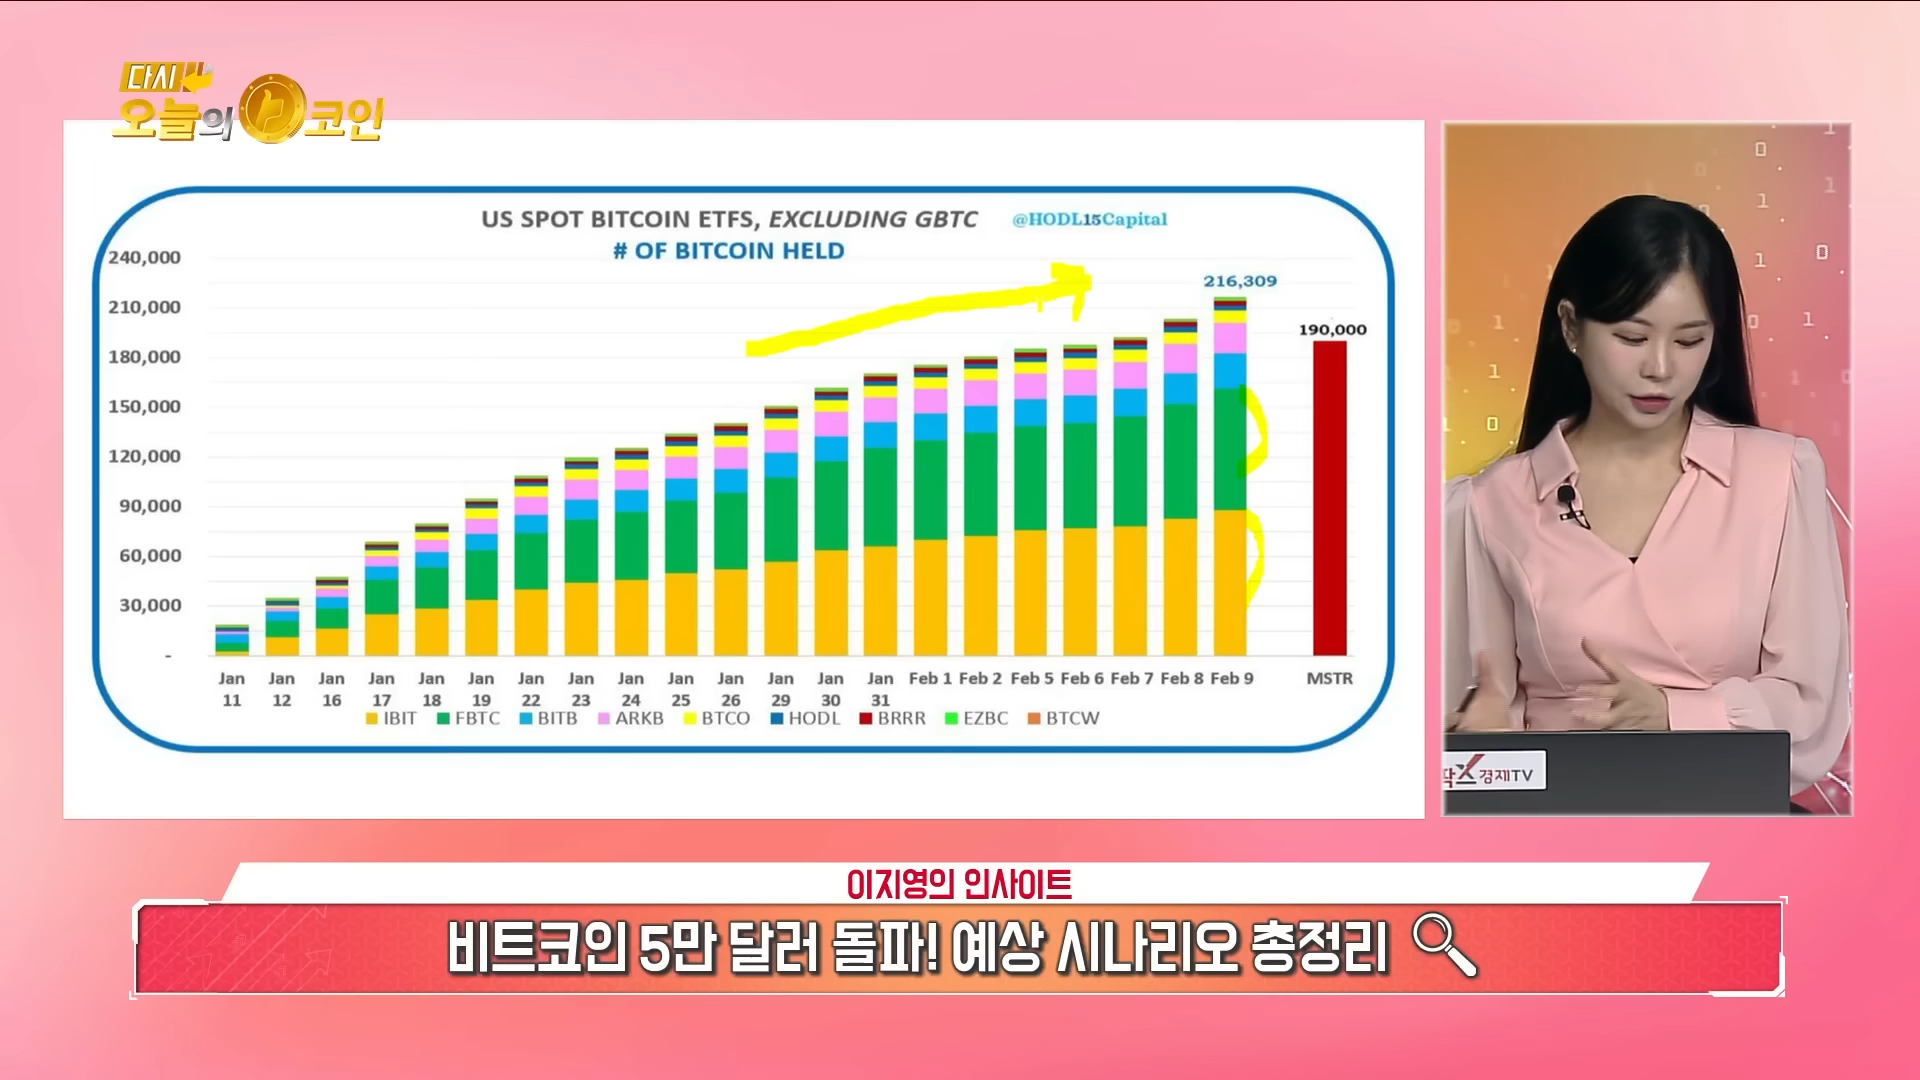 다시
오늘의 코인
US SPOT BITCOIN ETFS, EXCLUDING GBTC @HODL15Capital
# OF BITCOIN HELD
240,000
210,000
180,000
150,000
120,000
90,000
60,000
30,000
-
216,309
190,000
Jan 11 Jan 12 Jan 16 Jan 17 Jan 18 Jan 19 Jan 22 Jan 23 Jan 24 Jan 25 Jan 26 Jan 29 Jan 30 Jan 31 Feb 1 Feb 2 Feb 5 Feb 6 Feb 7 Feb 8 Feb 9 MSTR
IBIT FBTC BITB ARKB BTCO HODL BRRR EZBC BTCW
경제TV
이지영의 인사이트
비트코인 5만 달러 돌파! 예상 시나리오 총정리